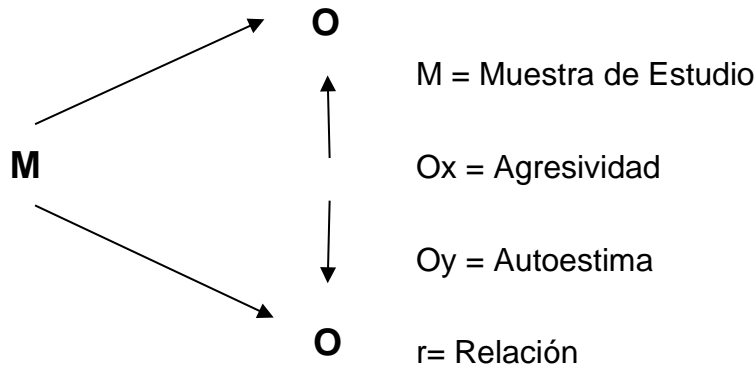 O
M = Muestra de Estudio
M
Ox = Agresividad
Oy = Autoestima
O
r= Relación